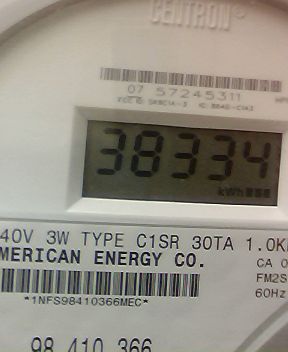 CENTRON®
07 57245311
38334
kWh
40V 3W TYPE C1SR 30TA 1.0K
MERICAN ENERGY CO.
CA 0
FM2S
*1NFS98410366MEC*
60Hz
98 410 366